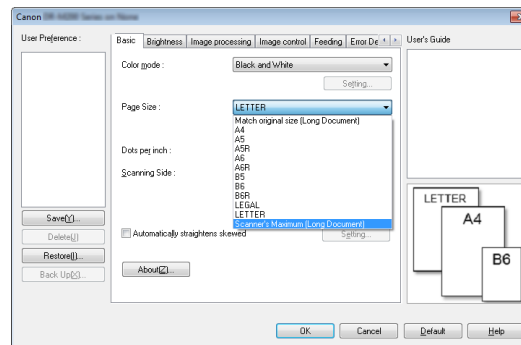 Canon
User Preference :
Basic Brightness Image processing Image control Feeding Error De
User's Guide
Color mode :
Black and White
Setting...
Page Size :
LETTER
Match original size (Long Document)
A4
A5
A5R
A6
A6R
B5
B6
B6R
LEGAL
LETTER
Scanner's Maximum (Long Document)
Dots per inch :
Scanning Side :
Automatically straightens skewed
Setting...
About(Z)...
Save(Y)...
Delete(J)
Restore(I)...
Back Up(X)...
LETTER
A4
B6
OK
Cancel
Default
Help